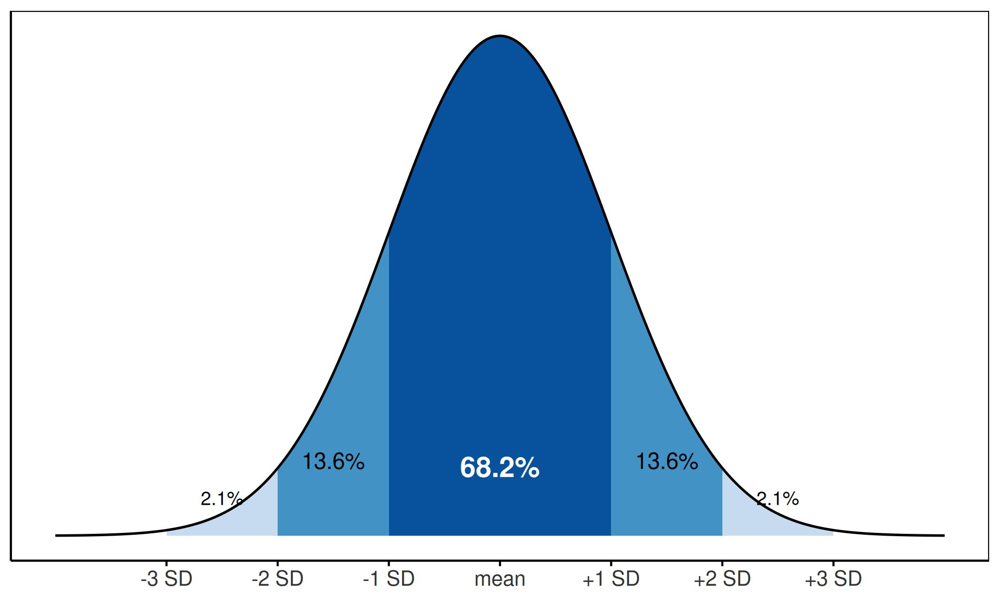 13.6%
68.2%
13.6%
2.1%
2.1%
-3 SD
-2 SD
-1 SD
mean
+1 SD
+2 SD
+3 SD